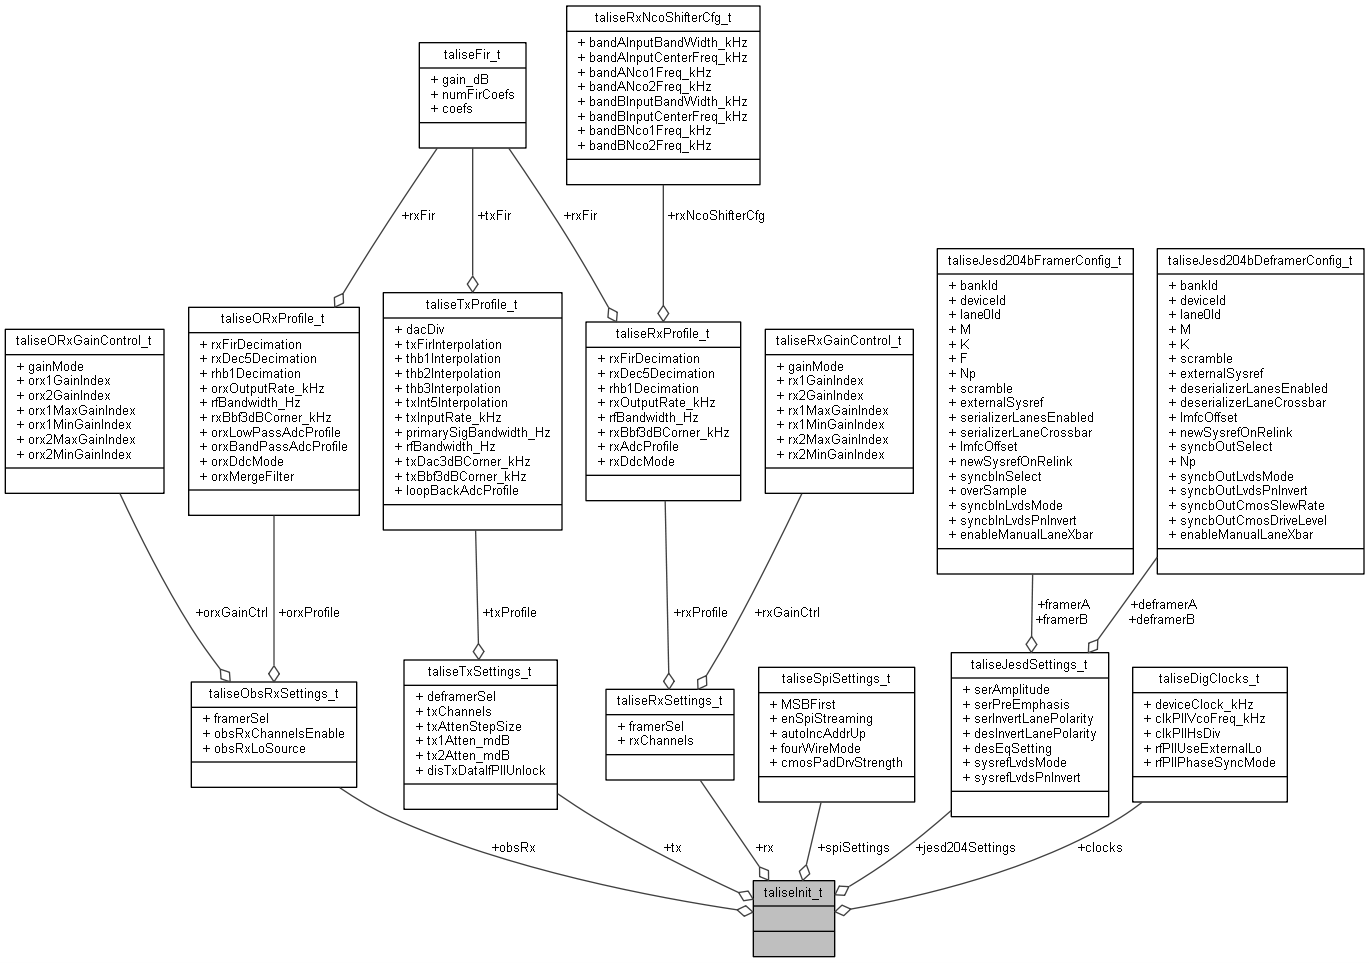 taliseRxNcoShifterCfg_t
+ bandAInputBandWidth_kHz
+ bandAInputCenterFreq_kHz
+ bandANco1Freq_kHz
+ bandANco2Freq_kHz
+ bandBInputBandWidth_kHz
+ bandBInputCenterFreq_kHz
+ bandBNco1Freq_kHz
+ bandBNco2Freq_kHz
taliseFir_t
+ gain_dB
+ numFirCoefs
+ coefs
+rxFir
+txFir
+rxFir
+rxNcoShifterCfg
taliseORxGainControl_t
+ gainMode
+ orx1GainIndex
+ orx2GainIndex
+ orx1MaxGainIndex
+ orx1MinGainIndex
+ orx2MaxGainIndex
+ orx2MinGainIndex
taliseORxProfile_t
+ rxFirDecimation
+ rxDec5Decimation
+ rhb1Decimation
+ orxOutputRate_kHz
+ rfBandwidth_Hz
+ rxBbf3dBCorner_kHz
+ orxLowPassAdcProfile
+ orxBandPassAdcProfile
+ orxDdcMode
+ orxMergeFilter
taliseTxProfile_t
+ dacDiv
+ txFirInterpolation
+ thb1Interpolation
+ thb2Interpolation
+ thb3Interpolation
+ txInt5Interpolation
+ txInputRate_kHz
+ primarySigBandwidth_Hz
+ rfBandwidth_Hz
+ txDac3dBCorner_kHz
+ txBbf3dBCorner_kHz
+ loopBackAdcProfile
taliseRxProfile_t
+ rxFirDecimation
+ rxDec5Decimation
+ rhb1Decimation
+ rxOutputRate_kHz
+ rfBandwidth_Hz
+ rxBbf3dBCorner_kHz
+ rxAdcProfile
+ rxDdcMode
taliseRxGainControl_t
+ gainMode
+ rx1GainIndex
+ rx2GainIndex
+ rx1MaxGainIndex
+ rx1MinGainIndex
+ rx2MaxGainIndex
+ rx2MinGainIndex
taliseJesd204bFramerConfig_t
+ bankId
+ deviceId
+ lane0Id
+ M
+ K
+ F
+ Np
+ scramble
+ externalSysref
+ serializerLanesEnabled
+ serializerLaneCrossbar
+ lmfcOffset
+ newSysrefOnRelink
+ syncbInSelect
+ overSample
+ syncbInLvdsMode
+ syncbInLvdsPnInvert
+ enableManualLaneXbar
taliseJesd204bDeframerConfig_t
+ bankId
+ deviceId
+ lane0Id
+ M
+ K
+ scramble
+ externalSysref
+ deserializerLanesEnabled
+ deserializerLaneCrossbar
+ lmfcOffset
+ newSysrefOnRelink
+ syncbOutSelect
+ Np
+ syncbOutLvdsMode
+ syncbOutLvdsPnInvert
+ syncbOutCmosSlewRate
+ syncbOutCmosDriveLevel
+ enableManualLaneXbar
+orxGainCtrl
+orxProfile
+txProfile
+rxProfile
+rxGainCtrl
+framerA
+framerB
+deframerA
+deframerB
taliseObsRxSettings_t
+ framerSel
+ obsRxChannelsEnable
+ obsRxLoSource
taliseTxSettings_t
+ deframerSel
+ txChannels
+ txAttenStepSize
+ tx1Atten_mdB
+ tx2Atten_mdB
+ disTxDataIfPllUnlock
taliseRxSettings_t
+ framerSel
+ rxChannels
taliseSpiSettings_t
+ MSBFirst
+ enSpiStreaming
+ autoIncAddrUp
+ fourWireMode
+ cmosPadDrvStrength
taliseJesdSettings_t
+ serAmplitude
+ serPreEmphasis
+ serInvertLanePolarity
+ desInvertLanePolarity
+ desEqSetting
+ sysrefLvdsMode
+ sysrefLvdsPnInvert
taliseDigClocks_t
+ deviceClock_kHz
+ clkPllVcoFreq_kHz
+ clkPllHsDiv
+ rfPllUseExternalLo
+ rfPllPhaseSyncMode
+obsRx
+tx
+rx
+spiSettings
+jesd204Settings
+clocks
taliseInit_t